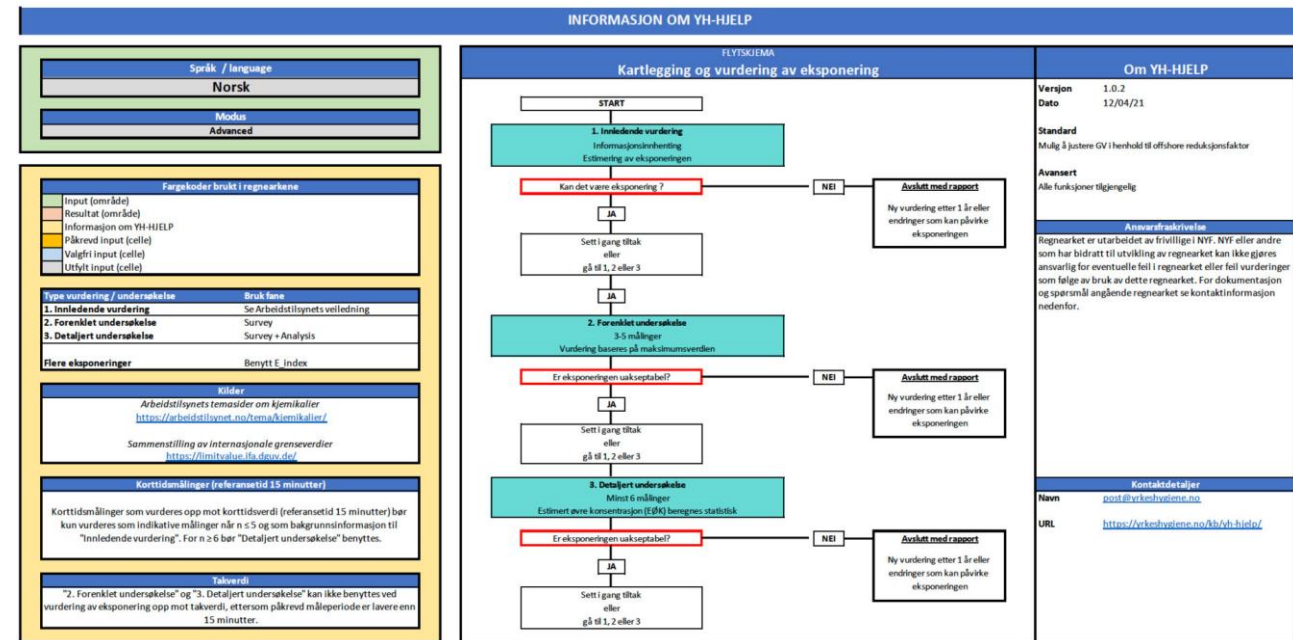 INFORMASJON OM YH-HJELP
Språk / language
Norsk
Modus
Advanced
Fargekoder brukt i regnearkene
Input (område)
Resultat (område)
Informasjon om YH-HJELP
Påkrevd input (celle)
Valgfri input (celle)
Utfylt input (celle)
Type vurdering / undersøkelse Bruk fane
1. Innledende vurdering Se Arbeidstilsynets veiledning
2. Forenklet undersøkelse Survey
3. Detaljert undersøkelse Survey + Analysis
Flere eksponeringer Benytt E_index
Kilder
Arbeidstilsynets temasider om kjemikalier
https://arbeidstilsynet.no/tema/kjemikalier/
Sammenstilling av internasjonale grenseverdier
https://limitvalue.ifa.dguv.de/
Korttidsmålinger (referansetid 15 minutter)
Korttidsmålinger som vurderes opp mot korttidsverdi (referansetid 15 minutter) bør
kun vurderes som indikative målinger når n ≤ 5 og som bakgrunnsinformasjon til
"Innledende vurdering". For n ≥ 6 bør "Detaljert undersøkelse" benyttes.
Takverdi
"2. Forenklet undersøkelse" og "3. Detaljert undersøkelse" kan ikke benyttes ved
vurdering av eksponering opp mot takverdi, ettersom påkrevd måleperiode er lavere enn
15 minutter.
FLYTSKJEMA
Kartlegging og vurdering av eksponering
START
1. Innledende vurdering
Informasjonsinnhenting
Estimering av eksponeringen
Kan det være eksponering ?
NEI
Avslutt med rapport
Ny vurdering etter 1 år eller
endringer som kan påvirke
eksponeringen
JA
Sett i gang tiltak
eller
gå til 1, 2 eller 3
JA
2. Forenklet undersøkelse
3-5 målinger
Vurdering baseres på maksimumsverdien
Er eksponeringen uakseptabel?
NEI
Avslutt med rapport
Ny vurdering etter 1 år eller
endringer som kan påvirke
eksponeringen
JA
Sett i gang tiltak
eller
gå til 1, 2 eller 3
3. Detaljert undersøkelse
Minst 6 målinger
Estimert øvre konsentrasjon (EØK) beregnes statistisk
Er eksponeringen uakseptabel?
NEI
Avslutt med rapport
Ny vurdering etter 1 år eller
endringer som kan påvirke
eksponeringen
JA
Sett i gang tiltak
eller
gå til 1, 2 eller 3
Om YH-HJELP
Versjon 1.0.2
Dato 12/04/21
Standard
Mulig å justere GV i henhold til offshore reduksjonsfaktor
Avansert
Alle funksjoner tilgjengelig
Ansvarsfraskrivelse
Regnearket er utarbeidet av frivillige i NYF. NYF eller andre
som har bidratt til utvikling av regnearket kan ikke gjøres
ansvarlig for eventuelle feil i regnearket eller feil vurderinger
som følge av bruk av dette regnearket. For dokumentasjon
og spørsmål angående regnearket se kontaktinformasjon
nedenfor.
Kontaktdetaljer
Navn post@yrkeshygiene.no
URL https://yrkeshygiene.no/kb/yh-hjelp/